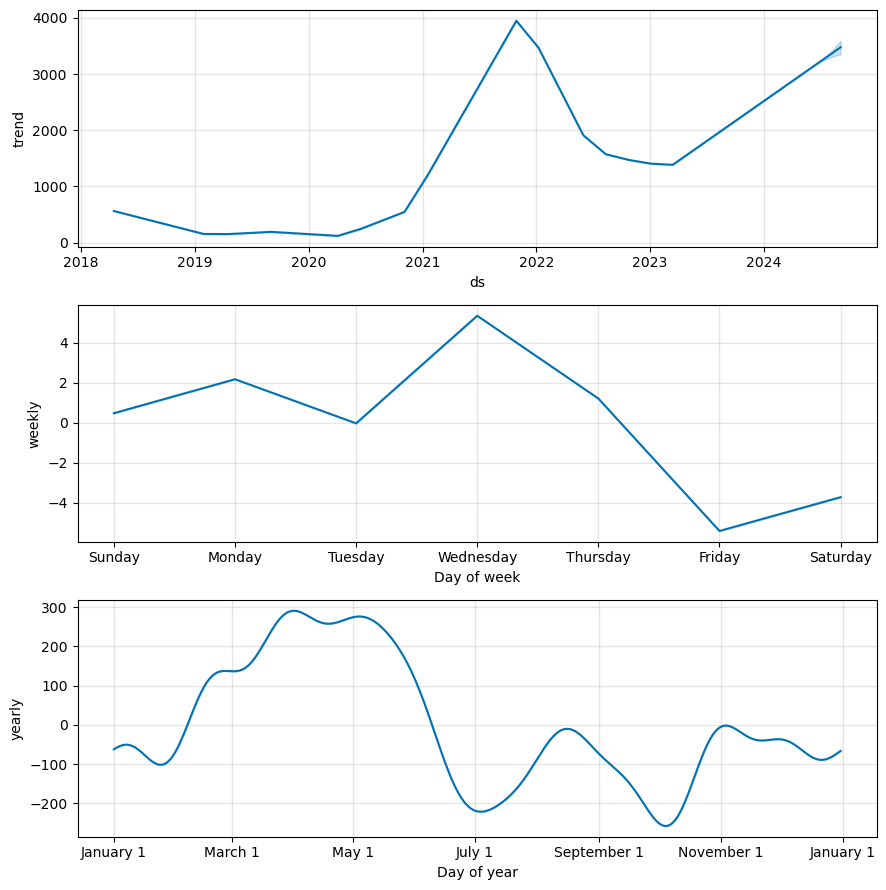 4000
3000
2000
1000
0
trend
2018 2019 2020 2021 2022 2023 2024
ds
4
2
0
−2
−4
weekly
Sunday Monday Tuesday Wednesday Thursday Friday Saturday
Day of week
300
200
100
0
−100
−200
yearly
January 1 March 1 May 1 July 1 September 1 November 1 January 1
Day of year